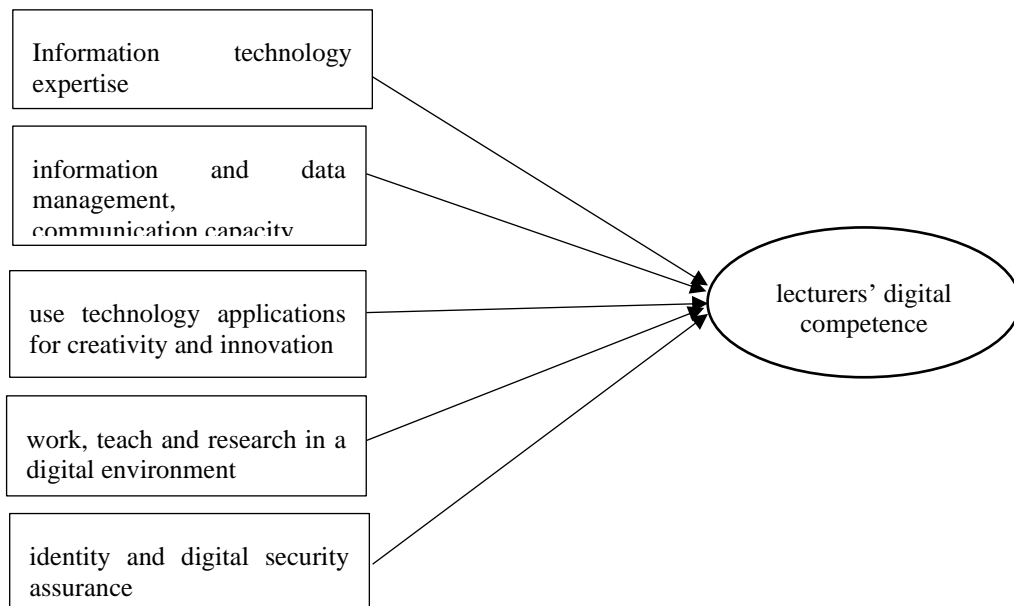 Information technology
expertise
information and data
management,
communication capacity
use technology applications
for creativity and innovation
work, teach and research in a
digital environment
identity and digital security
assurance
lecturers’ digital
competence